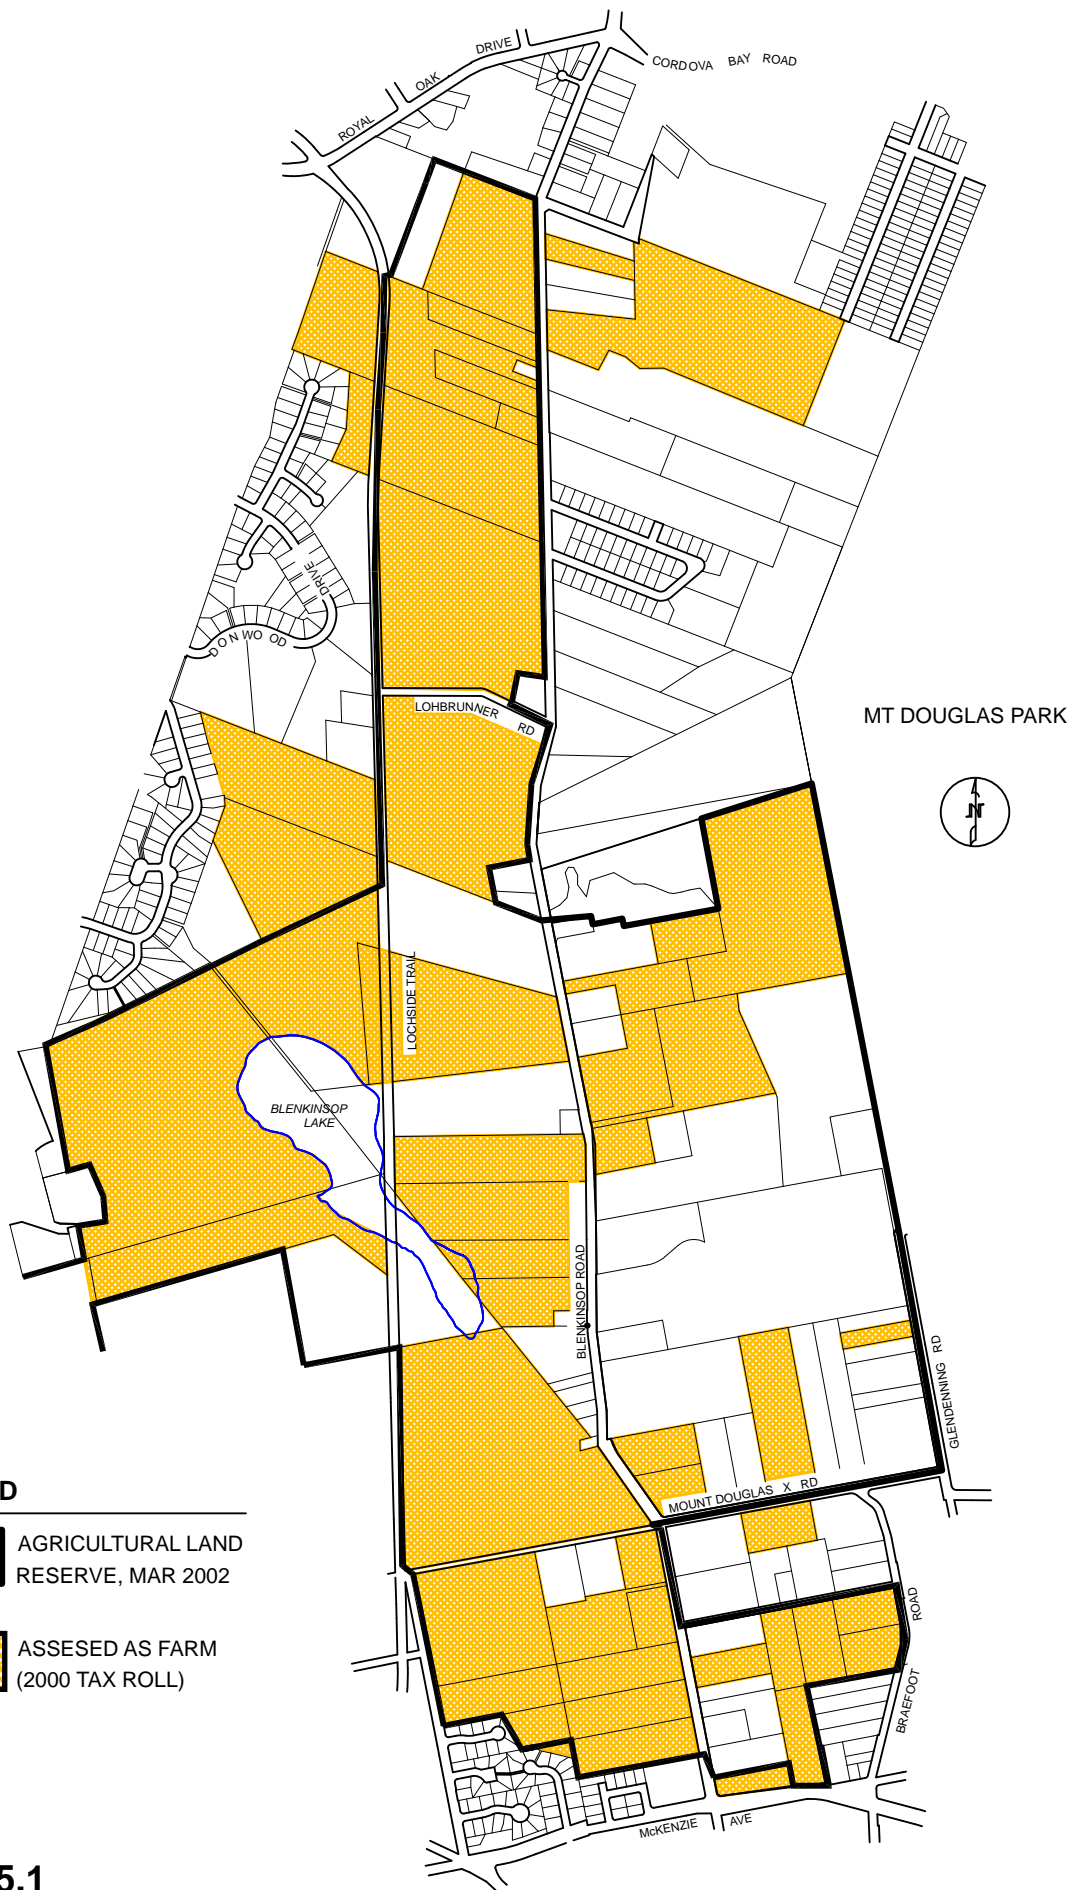 DRIVE
CORDOVA BAY ROAD
OAK
ROYAL
DRIVE
DONWOOD
LOHBRUNNER
RD
MT DOUGLAS PARK
N
LOCHSIDE TRAIL
BLENKINSOP
LAKE
BLENKINSOP ROAD
GLENDENNING RD
MOUNT DOUGLAS X RD
D
AGRICULTURAL LAND
RESERVE, MAR 2002
ASSESED AS FARM
(2000 TAX ROLL)
BRAEFOOT ROAD
McKENZIE AVE
5.1